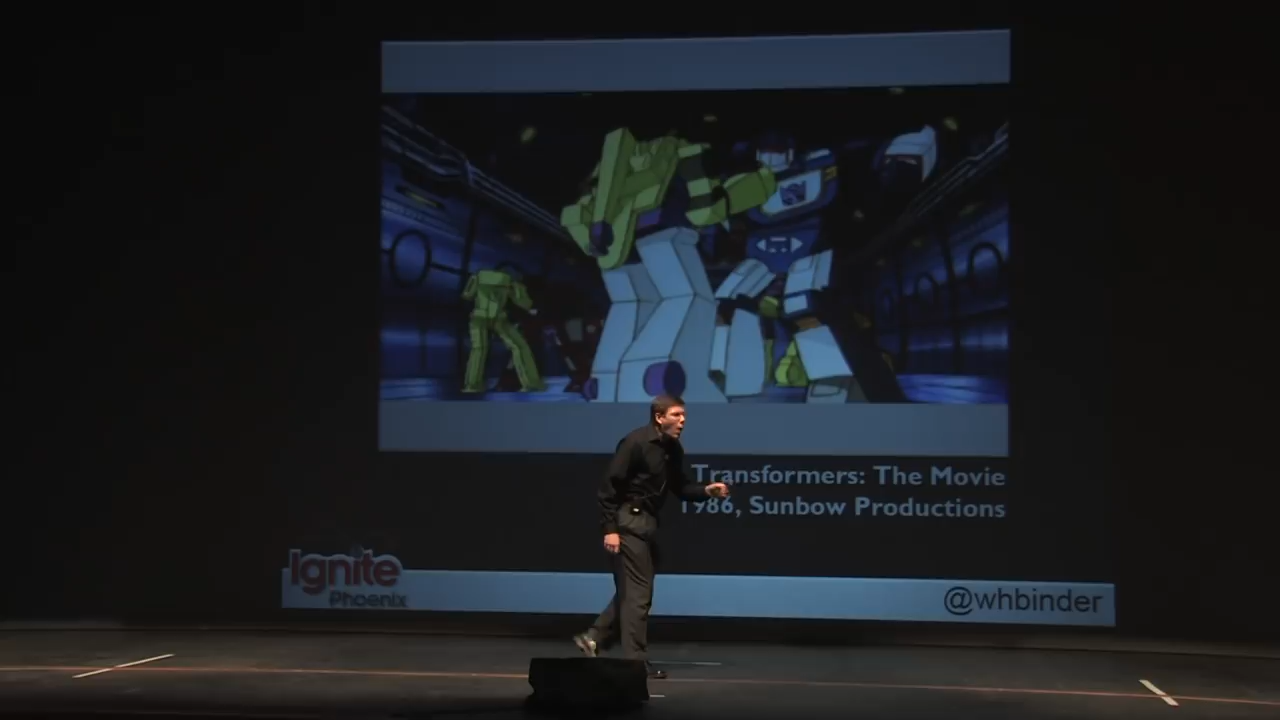 Transformers: The Movie
1986, Sunbow Productions
Ignite
Phoenix
@whbinder